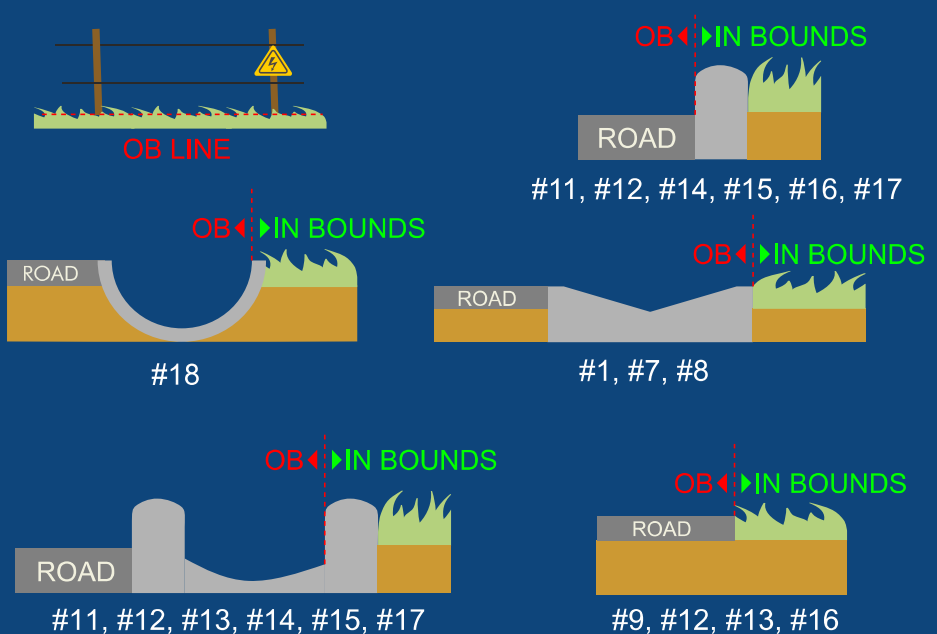 OB LINE
OB IN BOUNDS
ROAD
#11, #12, #14, #15, #16, #17
OB IN BOUNDS
ROAD
#18
OB IN BOUNDS
ROAD
#1, #7, #8
OB IN BOUNDS
ROAD
#11, #12, #13, #14, #15, #17
OB IN BOUNDS
ROAD
#9, #12, #13, #16